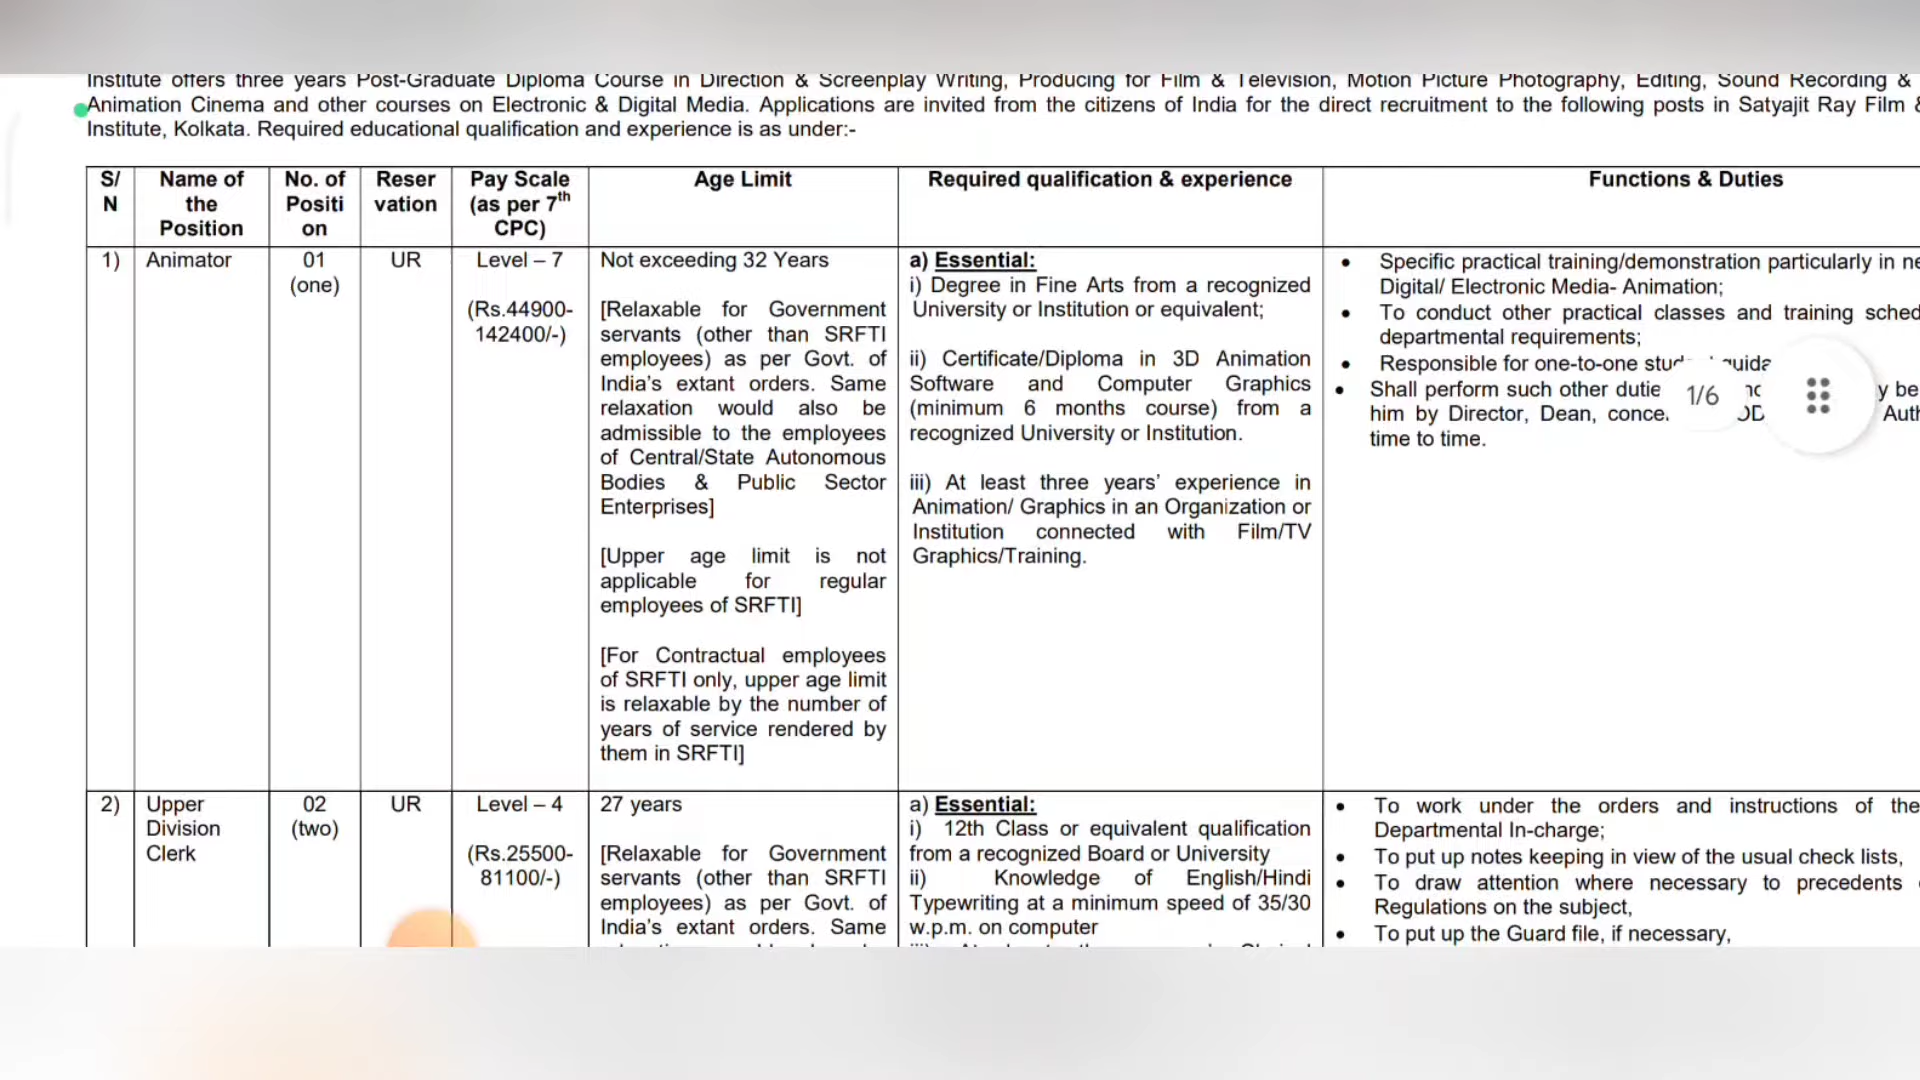 Institute offers three years Post-Graduate Diploma Course in Direction & Screenplay Writing, Producing for Film & Television, Motion Picture Photography, Editing, Sound Recording &
Animation Cinema and other courses on Electronic & Digital Media. Applications are invited from the citizens of India for the direct recruitment to the following posts in Satyajit Ray Film &
Institute, Kolkata. Required educational qualification and experience is as under:-
S/
N
Name of
the
Position
No. of
Positi
on
Reser
vation
Pay Scale
(as per 7th
CPC)
Age Limit
Required qualification & experience
Functions & Duties
1)
Animator
01
(one)
UR
Level – 7
(Rs.44900-
142400/-)
Not exceeding 32 Years
[Relaxable for Government
servants (other than SRFTI
employees) as per Govt. of
India’s extant orders. Same
relaxation would also be
admissible to the employees
of Central/State Autonomous
Bodies & Public Sector
Enterprises]
[Upper age limit is not
applicable for regular
employees of SRFTI]
[For Contractual employees
of SRFTI only, upper age limit
is relaxable by the number of
years of service rendered by
them in SRFTI]
a) Essential:
i) Degree in Fine Arts from a recognized
University or Institution or equivalent;
ii) Certificate/Diploma in 3D Animation
Software and Computer Graphics
(minimum 6 months course) from a
recognized University or Institution.
iii) At least three years’ experience in
Animation/ Graphics in an Organization or
Institution connected with Film/TV
Graphics/Training.
• Specific practical training/demonstration particularly in
Digital/ Electronic Media- Animation;
• To conduct other practical classes and training
departmental requirements;
• Responsible for one-to-one
• Shall perform such other be
him by Director, Dean,
time to time.
1/6
2)
Upper
Division
Clerk
02
(two)
UR
Level – 4
(Rs.25500-
81100/-)
27 years
[Relaxable for Government
servants (other than SRFTI
employees) as per Govt. of
India’s extant orders. Same
a) Essential:
i) 12th Class or equivalent qualification
from a recognized Board or University
ii) Knowledge of English/Hindi
Typewriting at a minimum speed of 35/30
w.p.m. on computer
• To work under the orders and instructions of the
Departmental In-charge;
• To put up notes keeping in view of the usual check lists,
• To draw attention where necessary to precedents
Regulations on the subject,
• To put up the Guard file, if necessary,